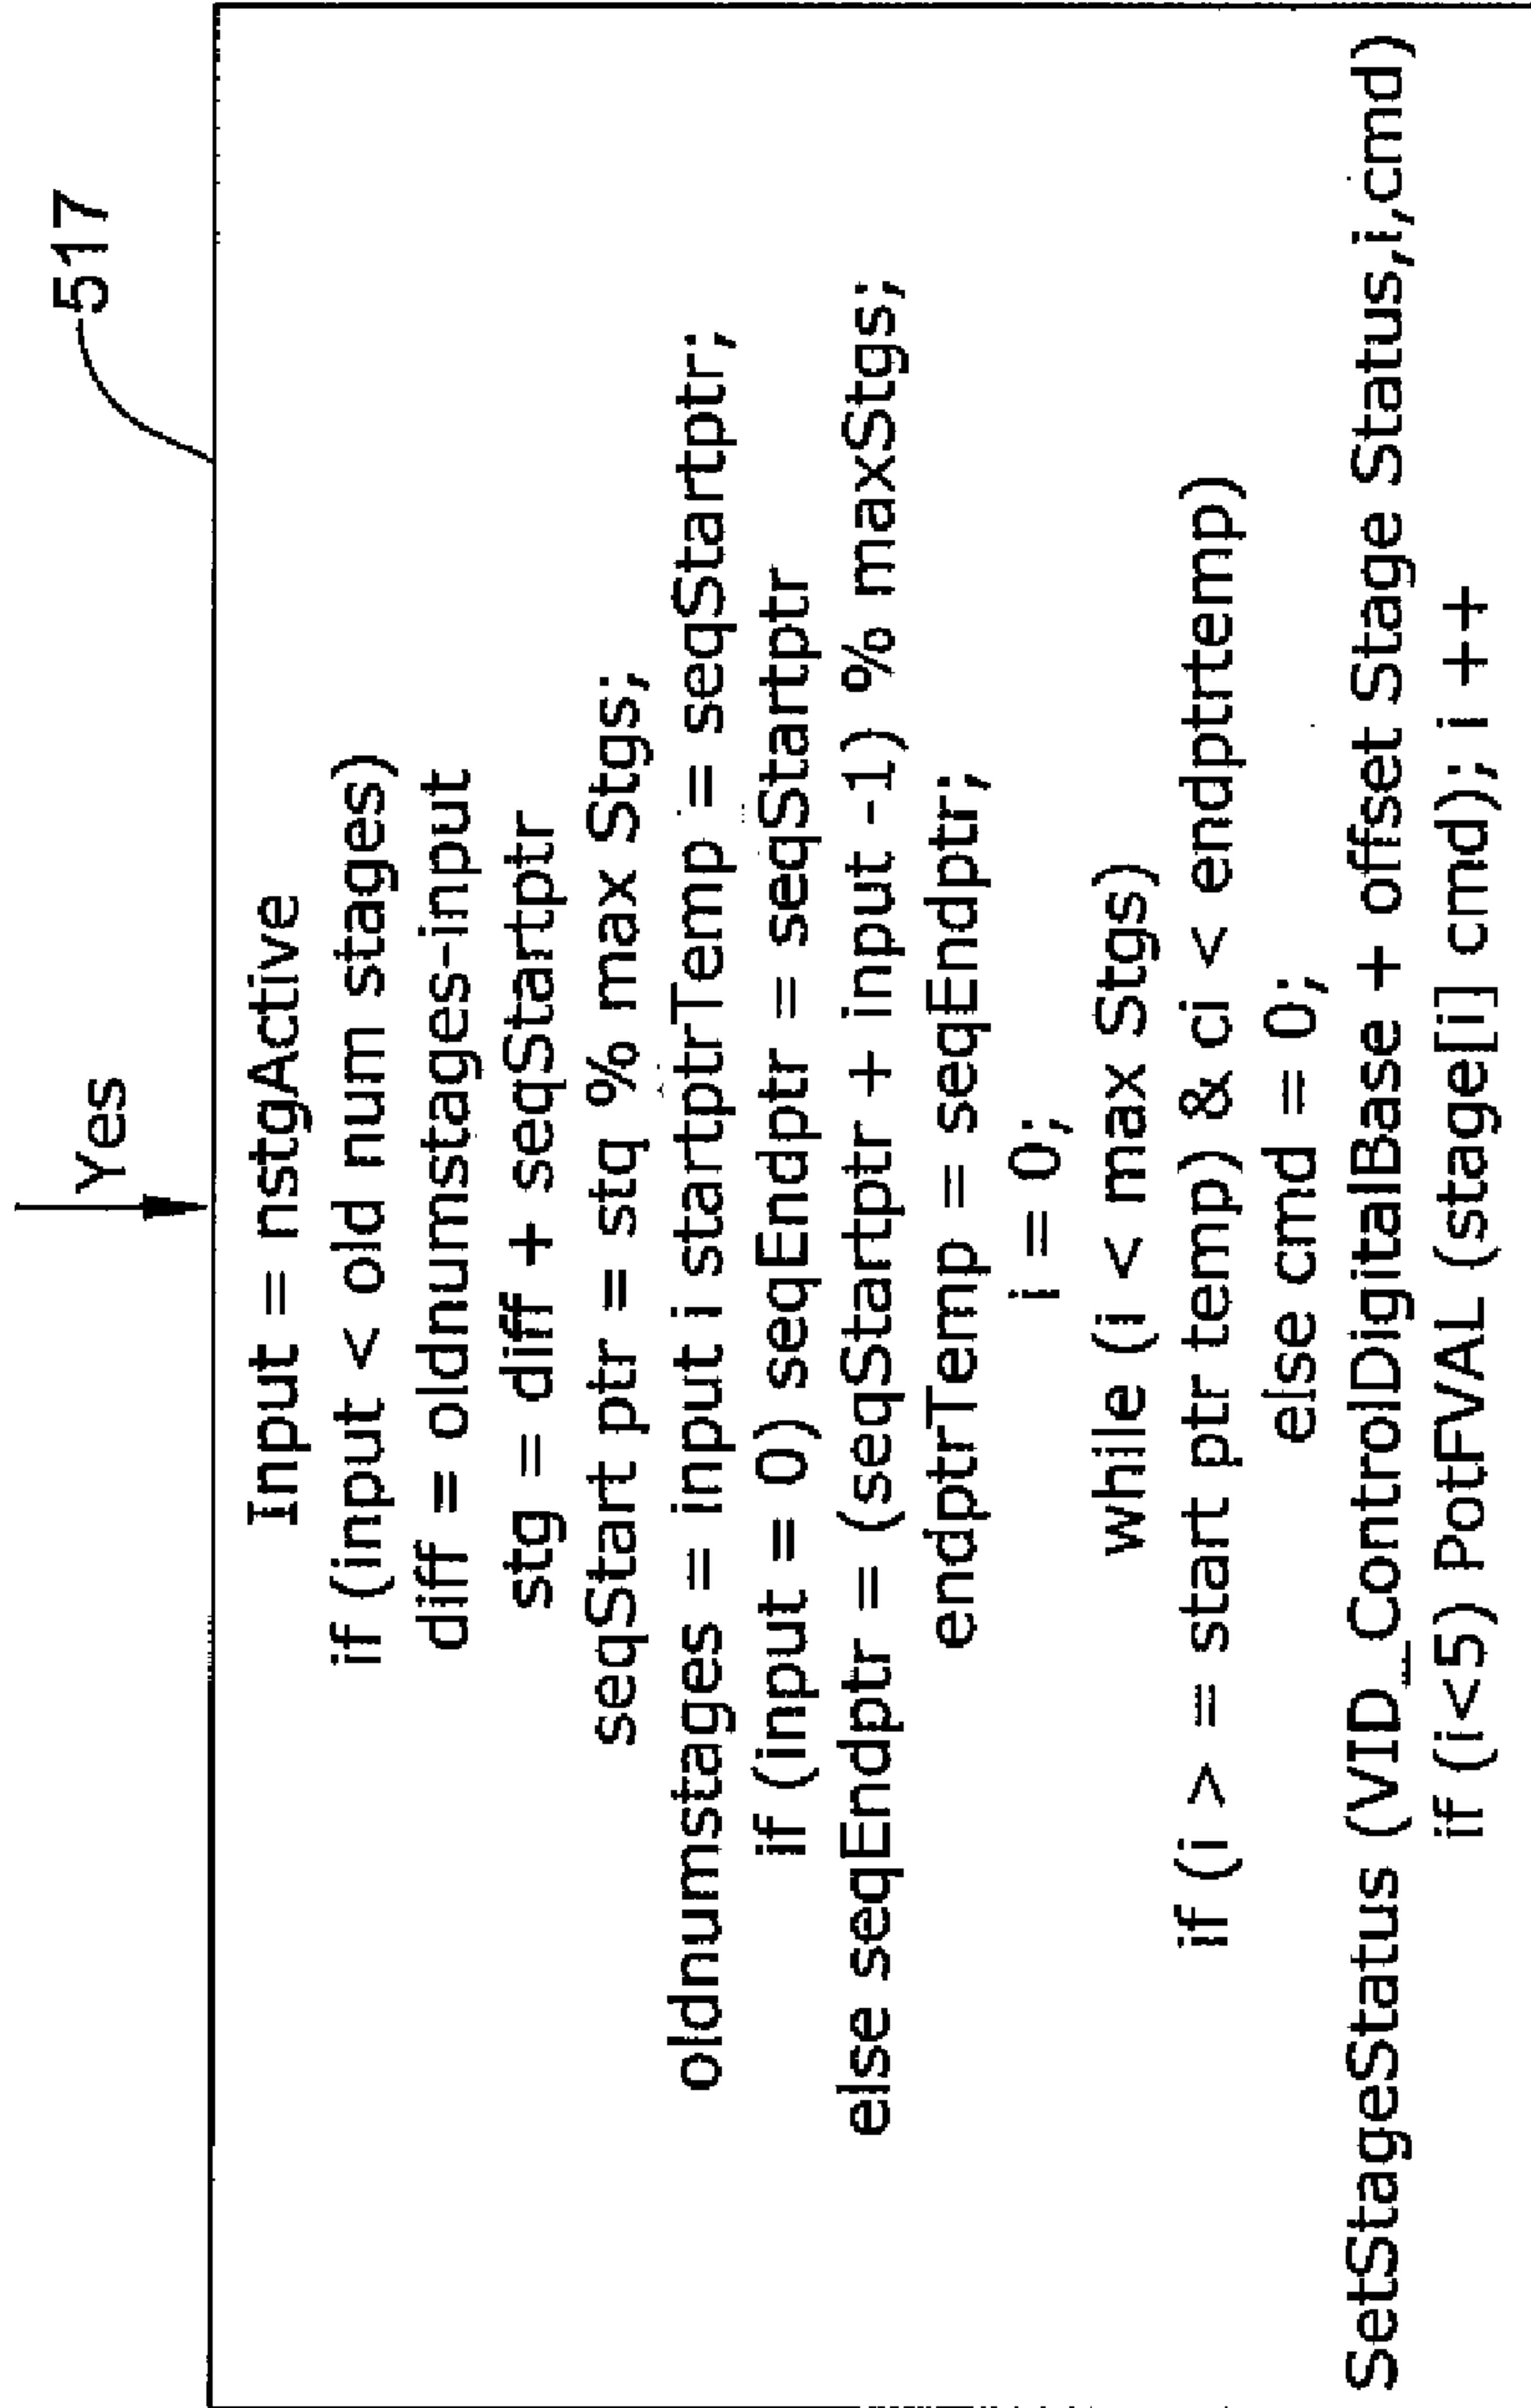 Yes
517
Input = nstgActive
if (input < old num stages)
diff = oldnumstages-input
stg = diff + seqStartptr
seqStart ptr = stg % max Stgs;
oldnumstages = input i startptrTemp = seqStartptr;
if (input = 0) seqEndptr = seqStartptr
else seqEndptr = (seqStartptr + input -1) % maxStgs;
endptrTemp = seqEndptr;
i = 0;
while (i < max Stgs)
if (i > = start ptr temp) & ci < endptrtemp)
else cmd = 0;
SetStageStatus (VID_ControlDigitalBase + offset Stage Status,i,cmd)
if (i<5) PotFVAL (stage[i] cmd); i ++